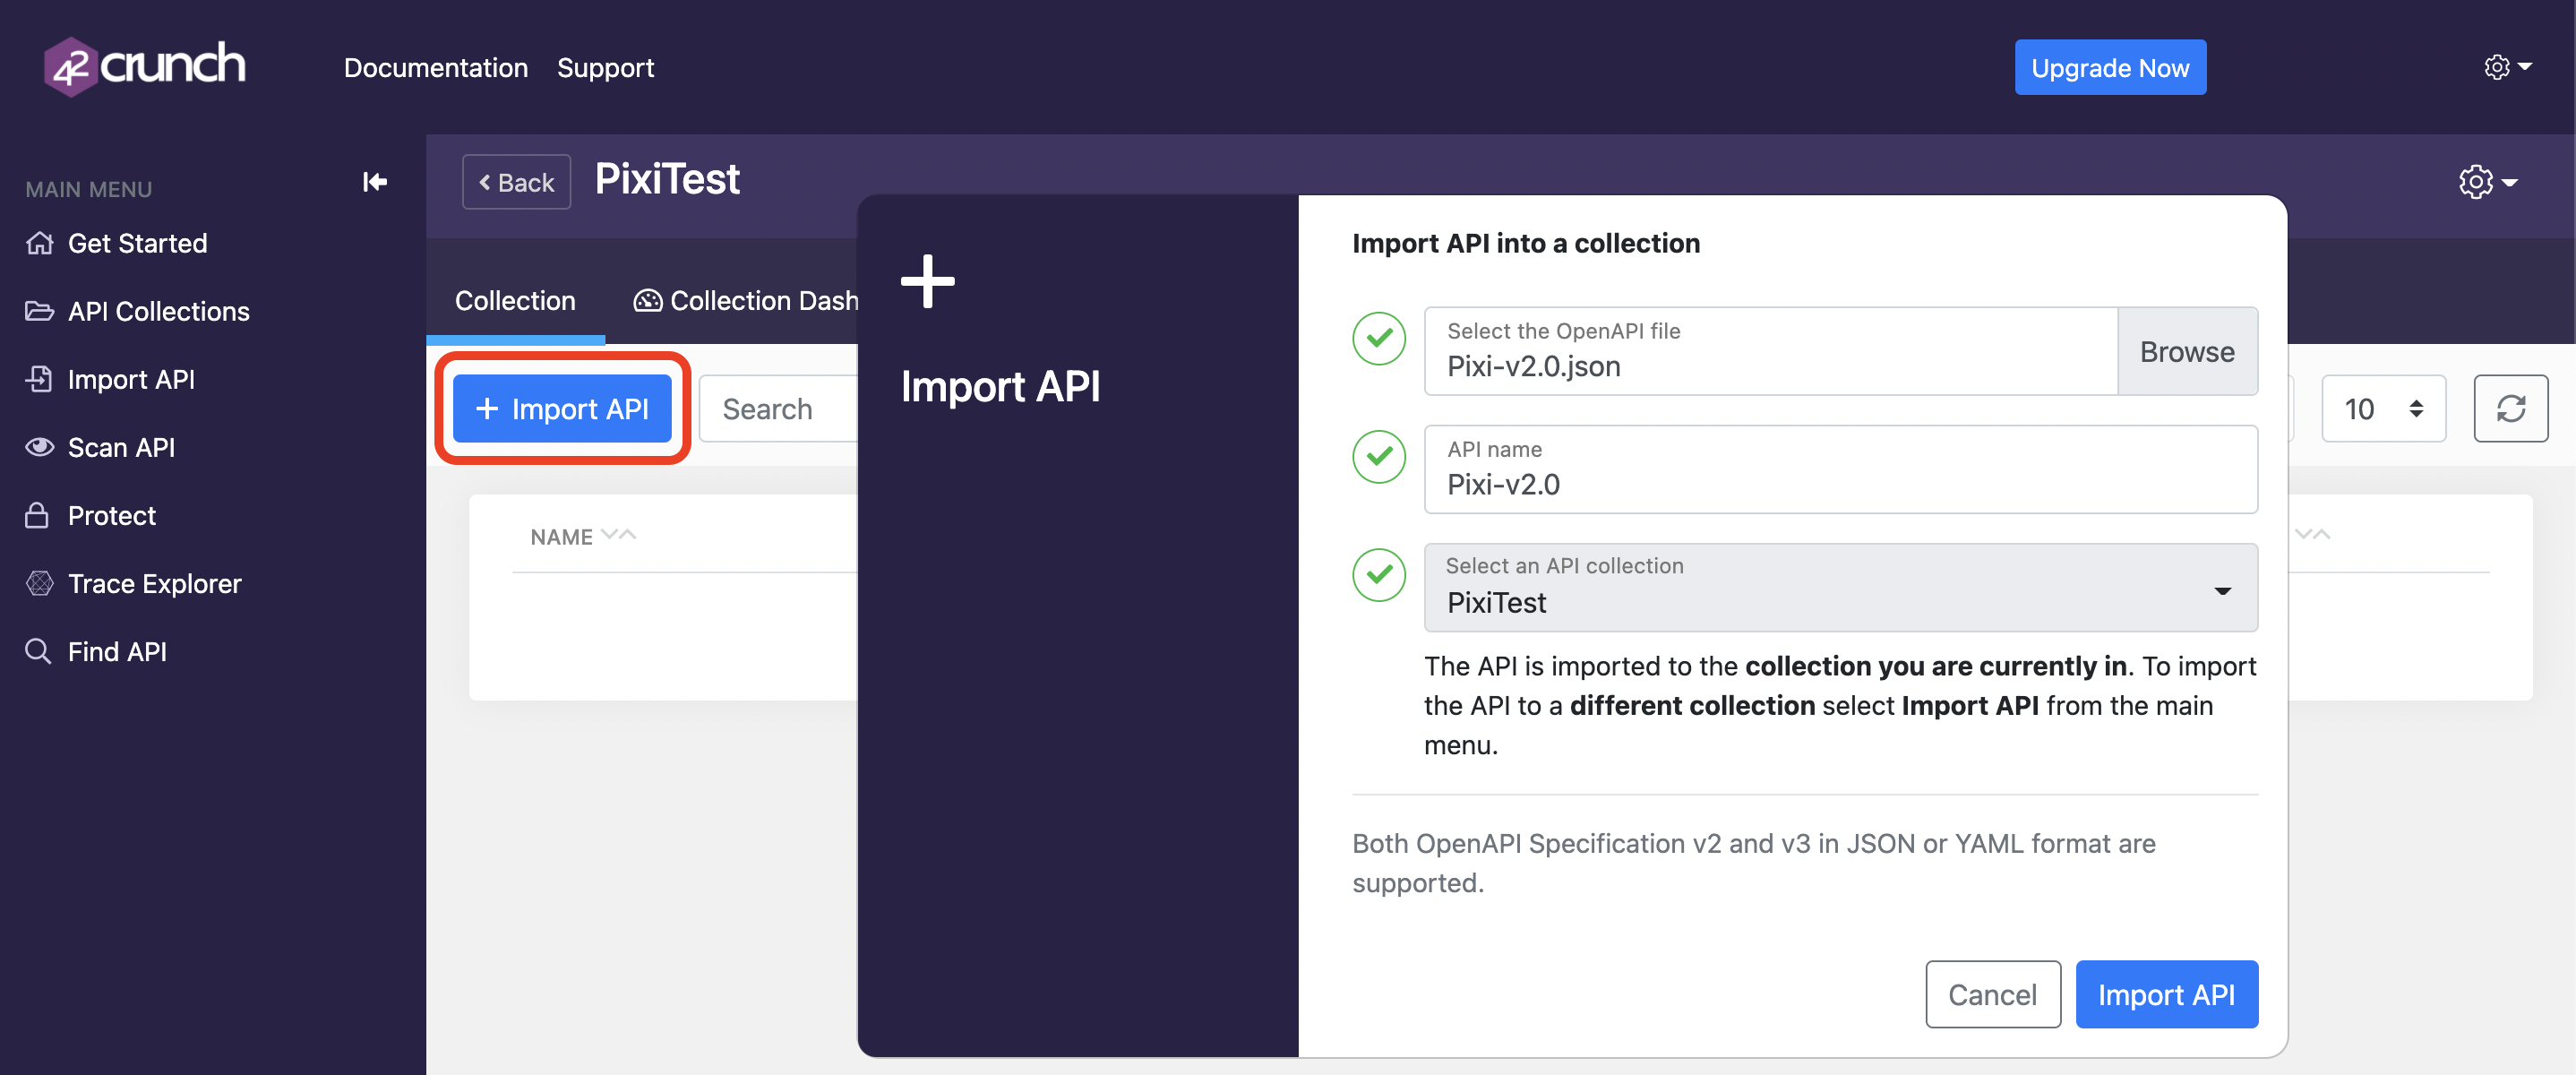 42crunch
Documentation
Support
Upgrade Now
MAIN MENU
Get Started
API Collections
Import API
Scan API
Protect
Trace Explorer
Find API
Back
PixiTest
Collection
Collection Dash
+ Import API
Search
10
NAME
Import API
Import API into a collection
Select the OpenAPI file
Pixi-v2.0.json
Browse
API name
Pixi-v2.0
Select an API collection
PixiTest
The API is imported to the collection you are currently in. To import
the API to a different collection select Import API from the main
menu.
Both OpenAPI Specification v2 and v3 in JSON or YAML format are
supported.
Cancel
Import API